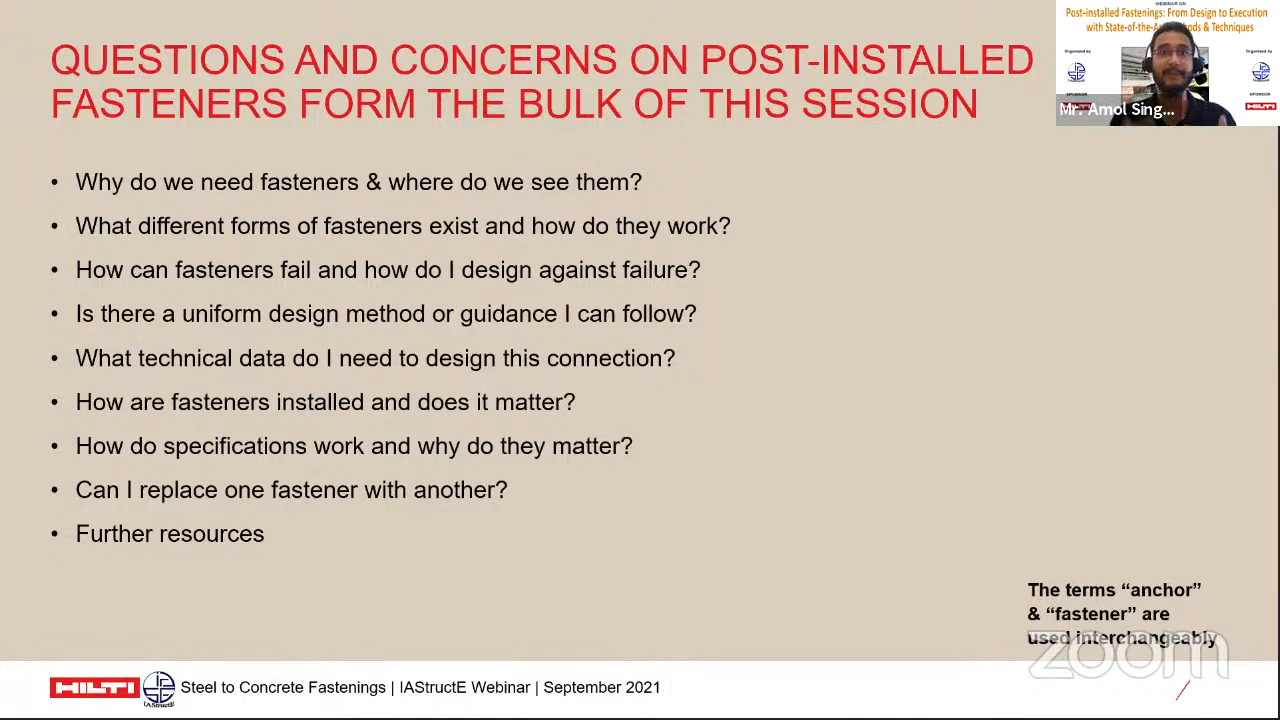 QUESTIONS AND CONCERNS ON POST-INSTALLED
FASTENERS FORM THE BULK OF THIS SESSION
WEBINAR ON
Post-installed Fastenings: From Design to Execution
with State-of-the-
& Techniques
Organized by
Organized by
SPONSOR
SPONSOR
HILTI
Mr. Amol Sing...
• Why do we need fasteners & where do we see them?
• What different forms of fasteners exist and how do they work?
• How can fasteners fail and how do I design against failure?
• Is there a uniform design method or guidance I can follow?
• What technical data do I need to design this connection?
• How are fasteners installed and does it matter?
• How do specifications work and why do they matter?
• Can I replace one fastener with another?
• Further resources
The terms “anchor”
& “fastener” are
used interchangeably
zoom
HILTI IAStructE Steel to Concrete Fastenings | IAStructE Webinar | September 2021